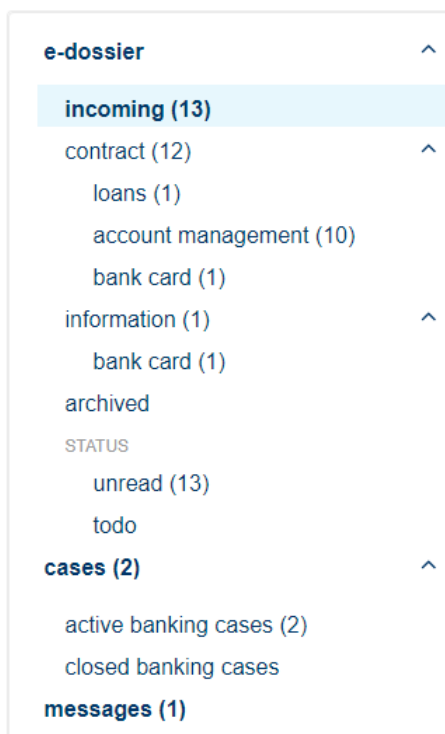 e-dossier
incoming (13)
contract (12)
loans (1)
account management (10)
bank card (1)
information (1)
bank card (1)
archived
STATUS
unread (13)
todo
cases (2)
active banking cases (2)
closed banking cases
messages (1)